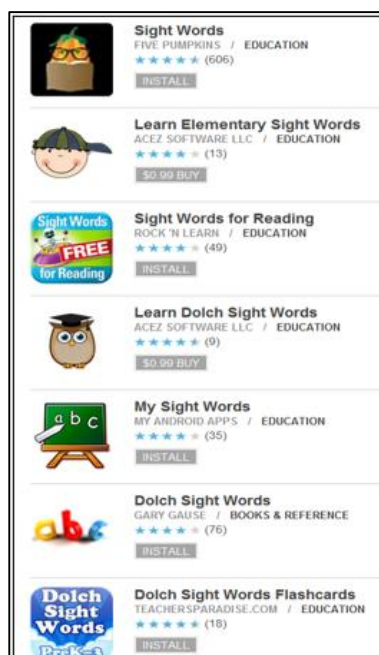 Sight Words
FIVE PUMPKINS / EDUCATION
(606)
INSTALL
Learn Elementary Sight Words
ACEZ SOFTWARE LLC / EDUCATION
(13)
$0.99 BUY
Sight Words
FREE
for Reading
Sight Words for Reading
ROCK 'N LEARN / EDUCATION
(49)
INSTALL
Learn Dolch Sight Words
ACEZ SOFTWARE LLC / EDUCATION
(9)
$0.99 BUY
a b c
My Sight Words
MY ANDROID APPS / EDUCATION
(35)
INSTALL
abc
Dolch Sight Words
GARY GAUSE / BOOKS & REFERENCE
(76)
INSTALL
Dolch
Sight
Words
PreK-3
Dolch Sight Words Flashcards
TEACHERSPARADISE.COM / EDUCATION
(18)
INSTALL